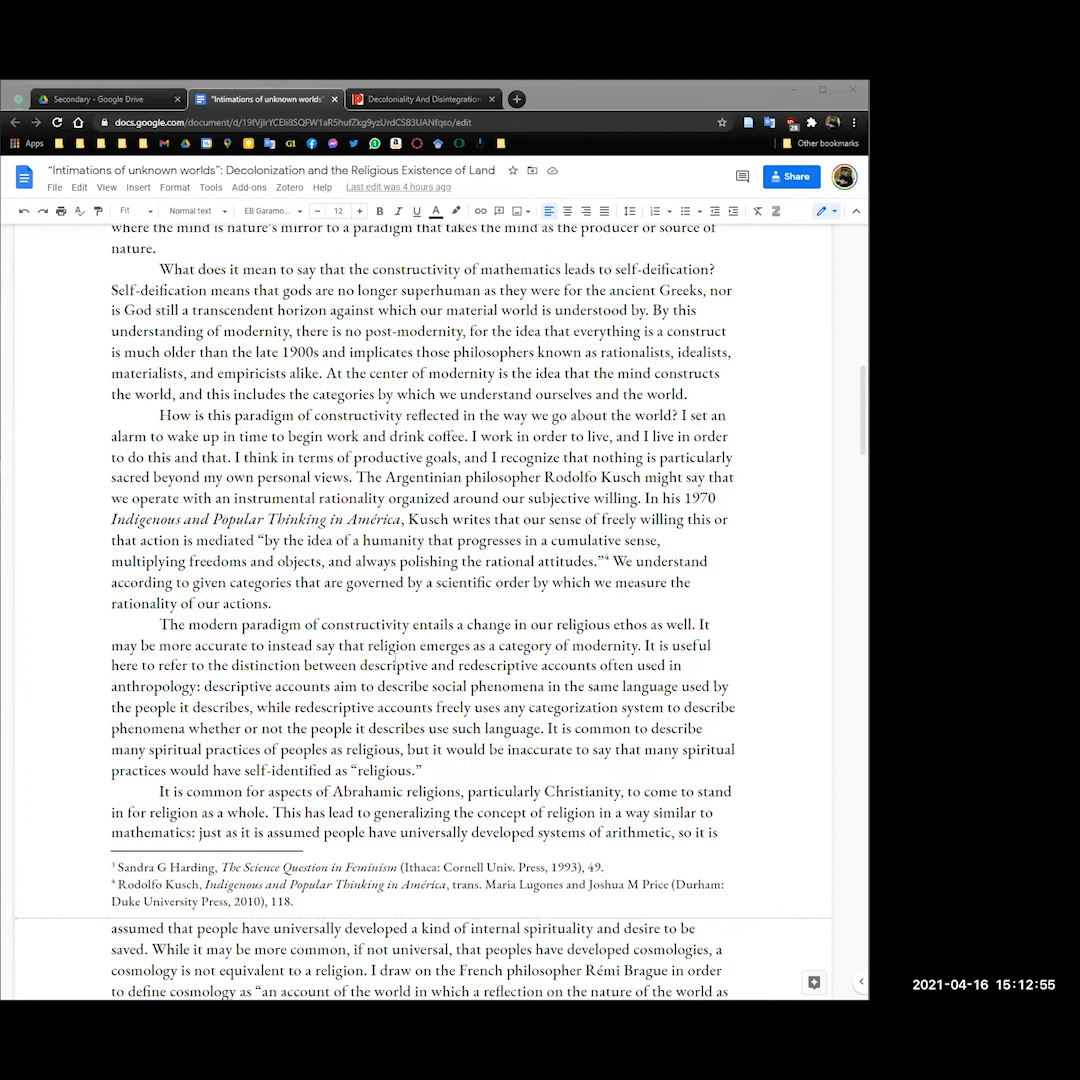 Secondary - Google Drive
"Intimations of unknown worlds"
Decoloniality And Disintegration
docs.google.com/document/d/19fVjIrYCEli8SQFW1aR5hufZkg9yzUrdCS83UANfqso/edit
28
Apps
G1
Other bookmarks
“Intimations of unknown worlds”: Decolonization and the Religious Existence of Land
File Edit View Insert Format Tools Add-ons Zotero Help Last edit was 4 hours ago
Share
Fit Normal text EB Garamo... 12 B I U A
where the mind is nature’s mirror to a paradigm that takes the mind as the producer or source of
nature.
What does it mean to say that the constructivity of mathematics leads to self-deification?
Self-deification means that gods are no longer superhuman as they were for the ancient Greeks, nor
is God still a transcendent horizon against which our material world is understood by. By this
understanding of modernity, there is no post-modernity, for the idea that everything is a construct
is much older than the late 1900s and implicates those philosophers known as rationalists, idealists,
materialists, and empiricists alike. At the center of modernity is the idea that the mind constructs
the world, and this includes the categories by which we understand ourselves and the world.
How is this paradigm of constructivity reflected in the way we go about the world? I set an
alarm to wake up in time to begin work and drink coffee. I work in order to live, and I live in order
to do this and that. I think in terms of productive goals, and I recognize that nothing is particularly
sacred beyond my own personal views. The Argentinian philosopher Rodolfo Kusch might say that
we operate with an instrumental rationality organized around our subjective willing. In his 1970
Indigenous and Popular Thinking in América, Kusch writes that our sense of freely willing this or
that action is mediated “by the idea of a humanity that progresses in a cumulative sense,
multiplying freedoms and objects, and always polishing the rational attitudes.”⁴ We understand
according to given categories that are governed by a scientific order by which we measure the
rationality of our actions.
The modern paradigm of constructivity entails a change in our religious ethos as well. It
may be more accurate to instead say that religion emerges as a category of modernity. It is useful
here to refer to the distinction between descriptive and redescriptive accounts often used in
anthropology: descriptive accounts aim to describe social phenomena in the same language used by
the people it describes, while redescriptive accounts freely uses any categorization system to describe
phenomena whether or not the people it describes use such language. It is common to describe
many spiritual practices of peoples as religious, but it would be inaccurate to say that many spiritual
practices would have self-identified as “religious.”
It is common for aspects of Abrahamic religions, particularly Christianity, to come to stand
in for religion as a whole. This has lead to generalizing the concept of religion in a way similar to
mathematics: just as it is assumed people have universally developed systems of arithmetic, so it is
³ Sandra G Harding, The Science Question in Feminism (Ithaca: Cornell Univ. Press, 1993), 49.
⁴ Rodolfo Kusch, Indigenous and Popular Thinking in América, trans. Maria Lugones and Joshua M Price (Durham:
Duke University Press, 2010), 118.
assumed that people have universally developed a kind of internal spirituality and desire to be
saved. While it may be more common, if not universal, that peoples have developed cosmologies, a
cosmology is not equivalent to a religion. I draw on the French philosopher Rémi Brague in order
to define cosmology as “an account of the world in which a reflection on the nature of the world as
2021-04-16 15:12:55